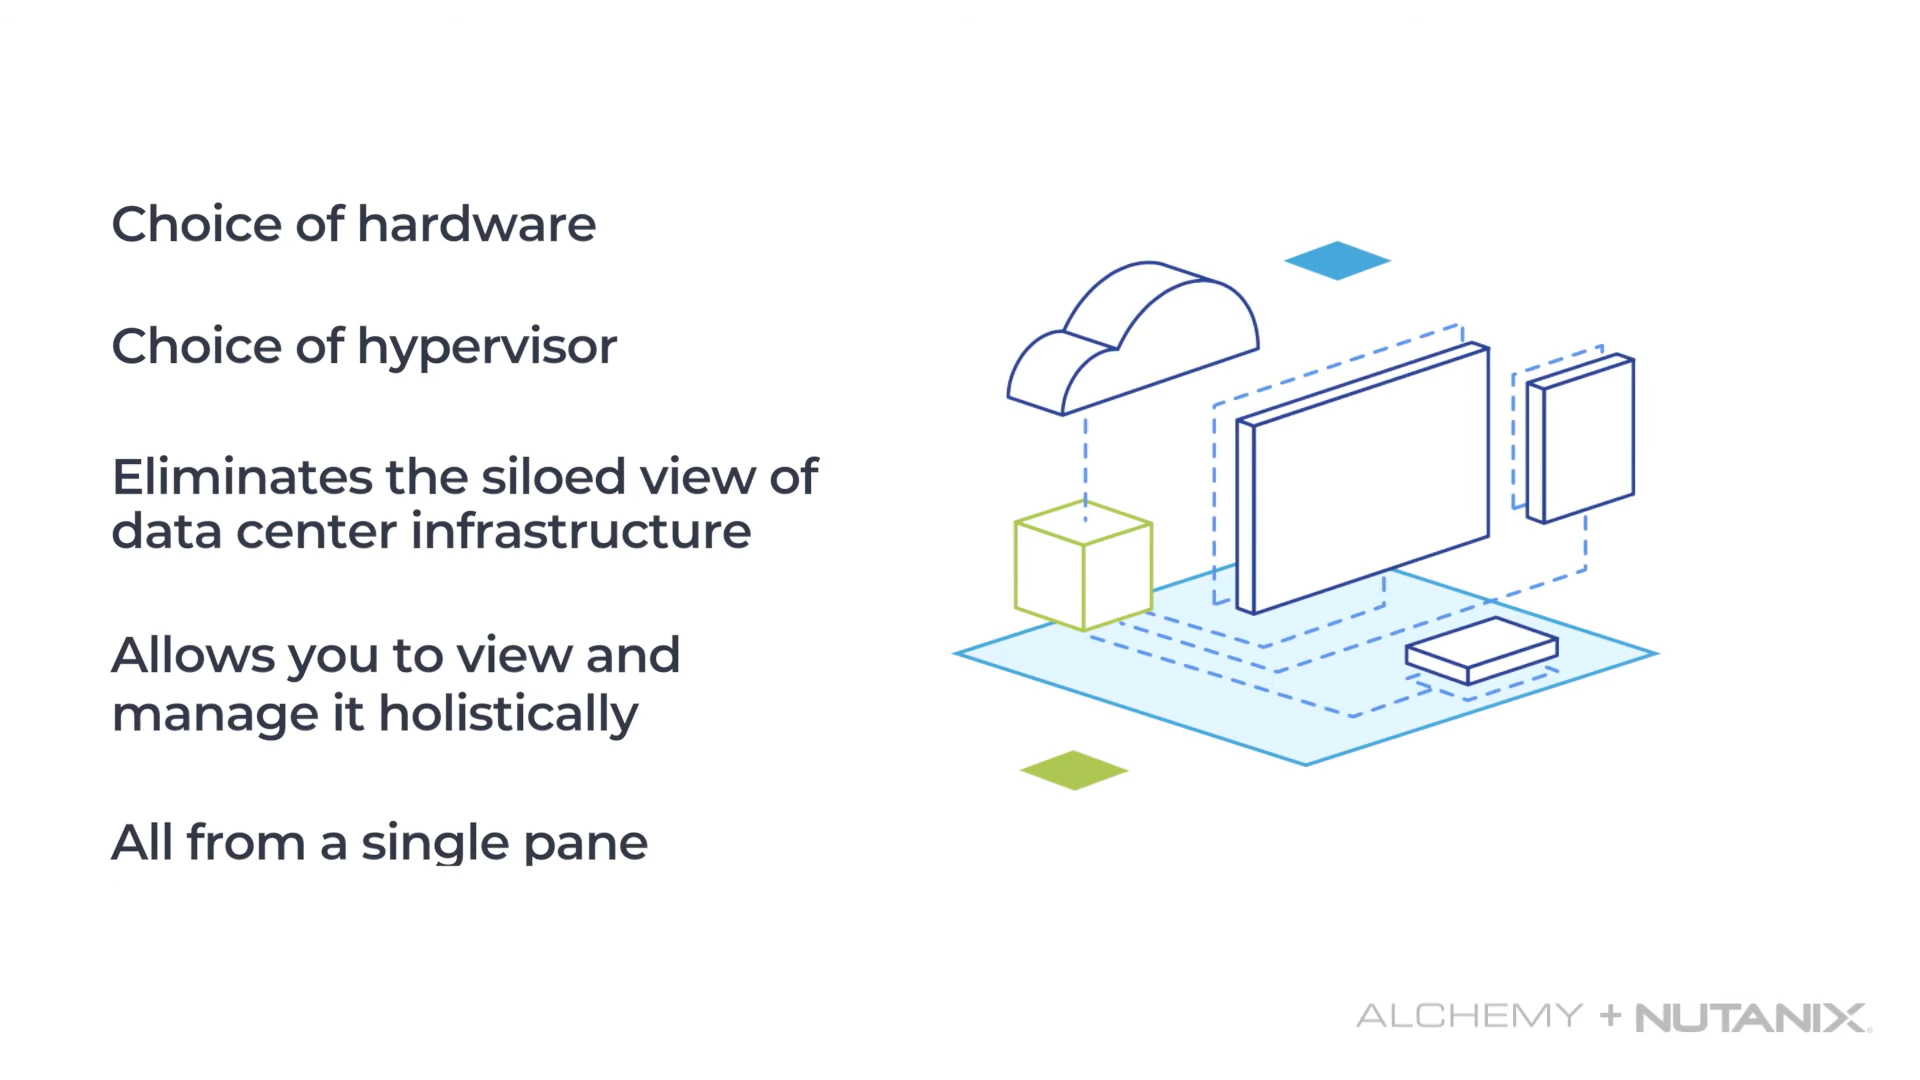 Choice of hardware
Choice of hypervisor
Eliminates the siloed view of
data center infrastructure
Allows you to view and
manage it holistically
All from a single pane
ALCHEMY + NUTANIX®